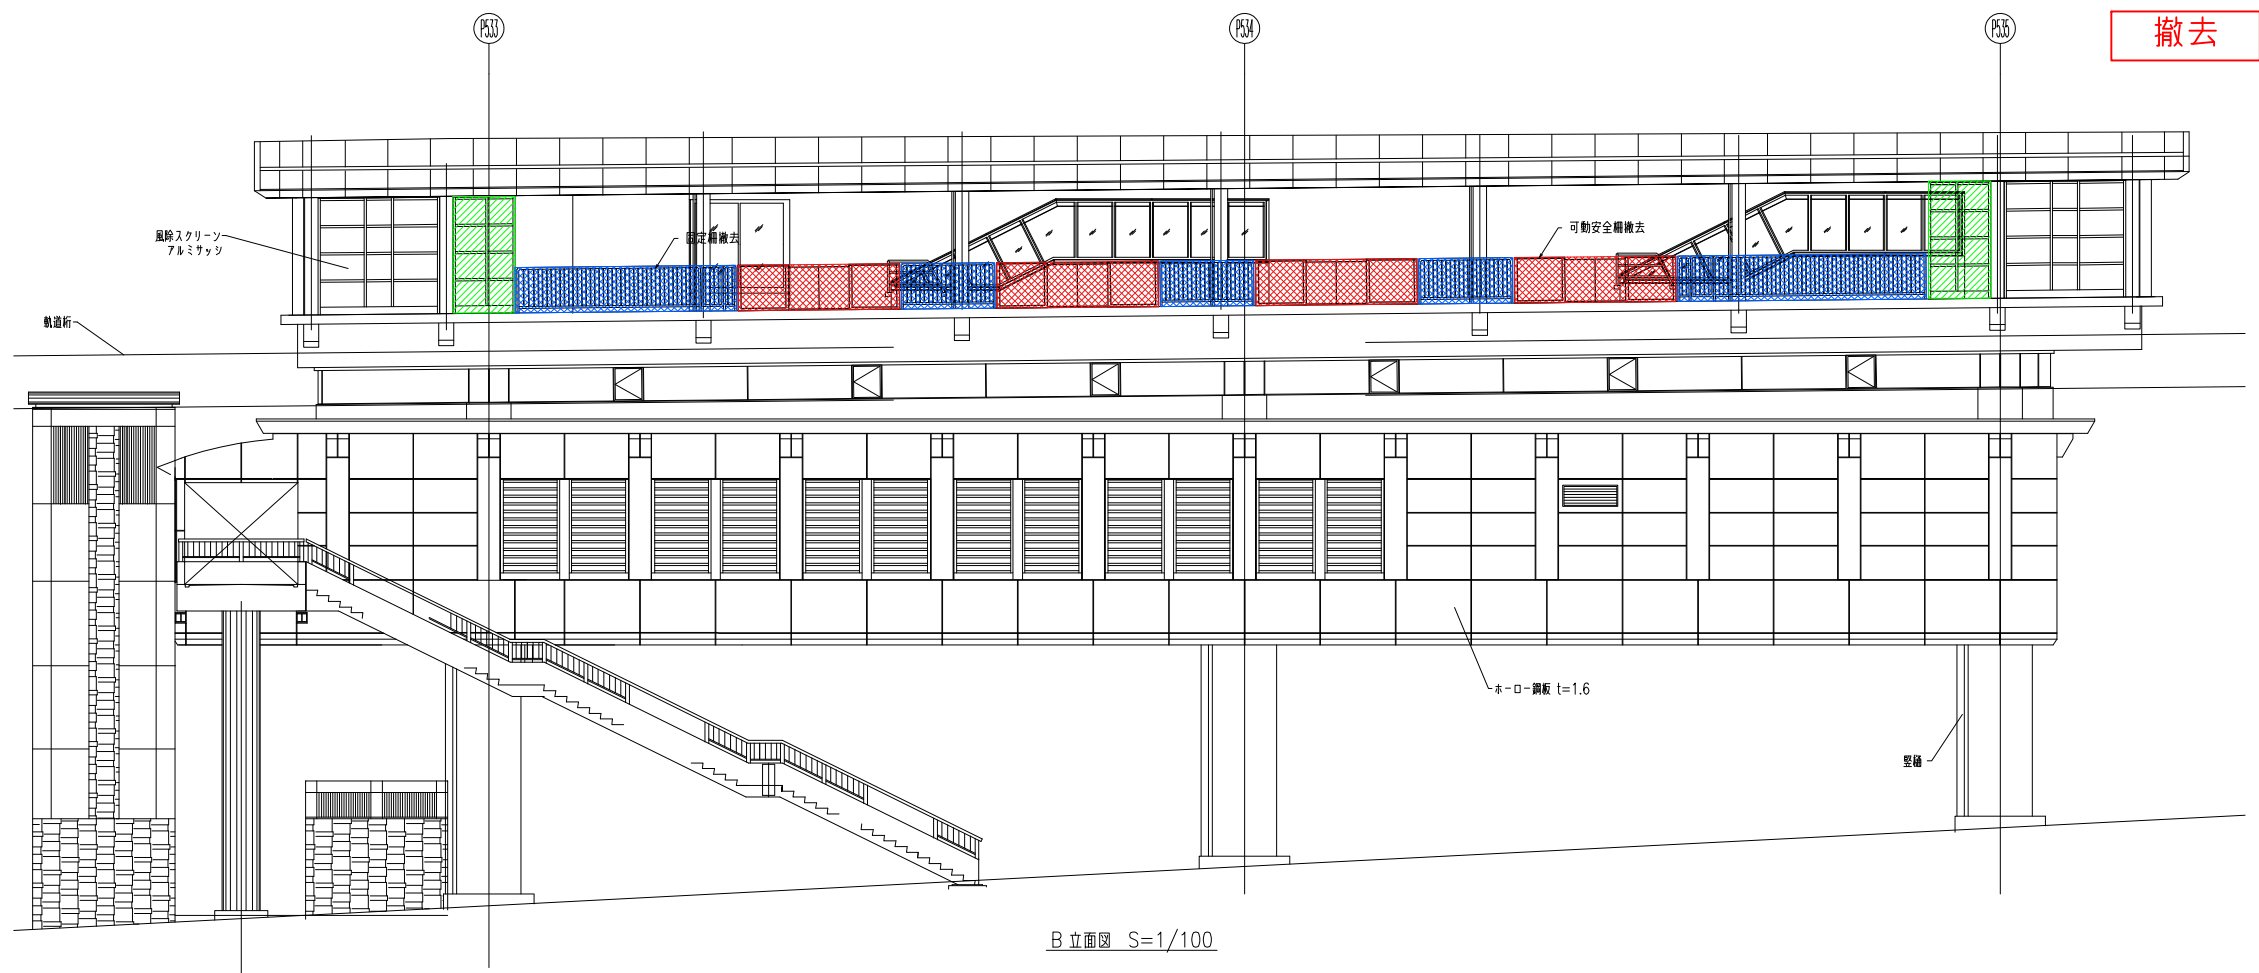 P533
P534
P535
撤去
風除スクリーン
アルミサッシ
固定柵撤去
可動安全柵撤去
軌道桁
ホーロー鋼板 t=1.6
竪樋
B 立面図 S=1/100